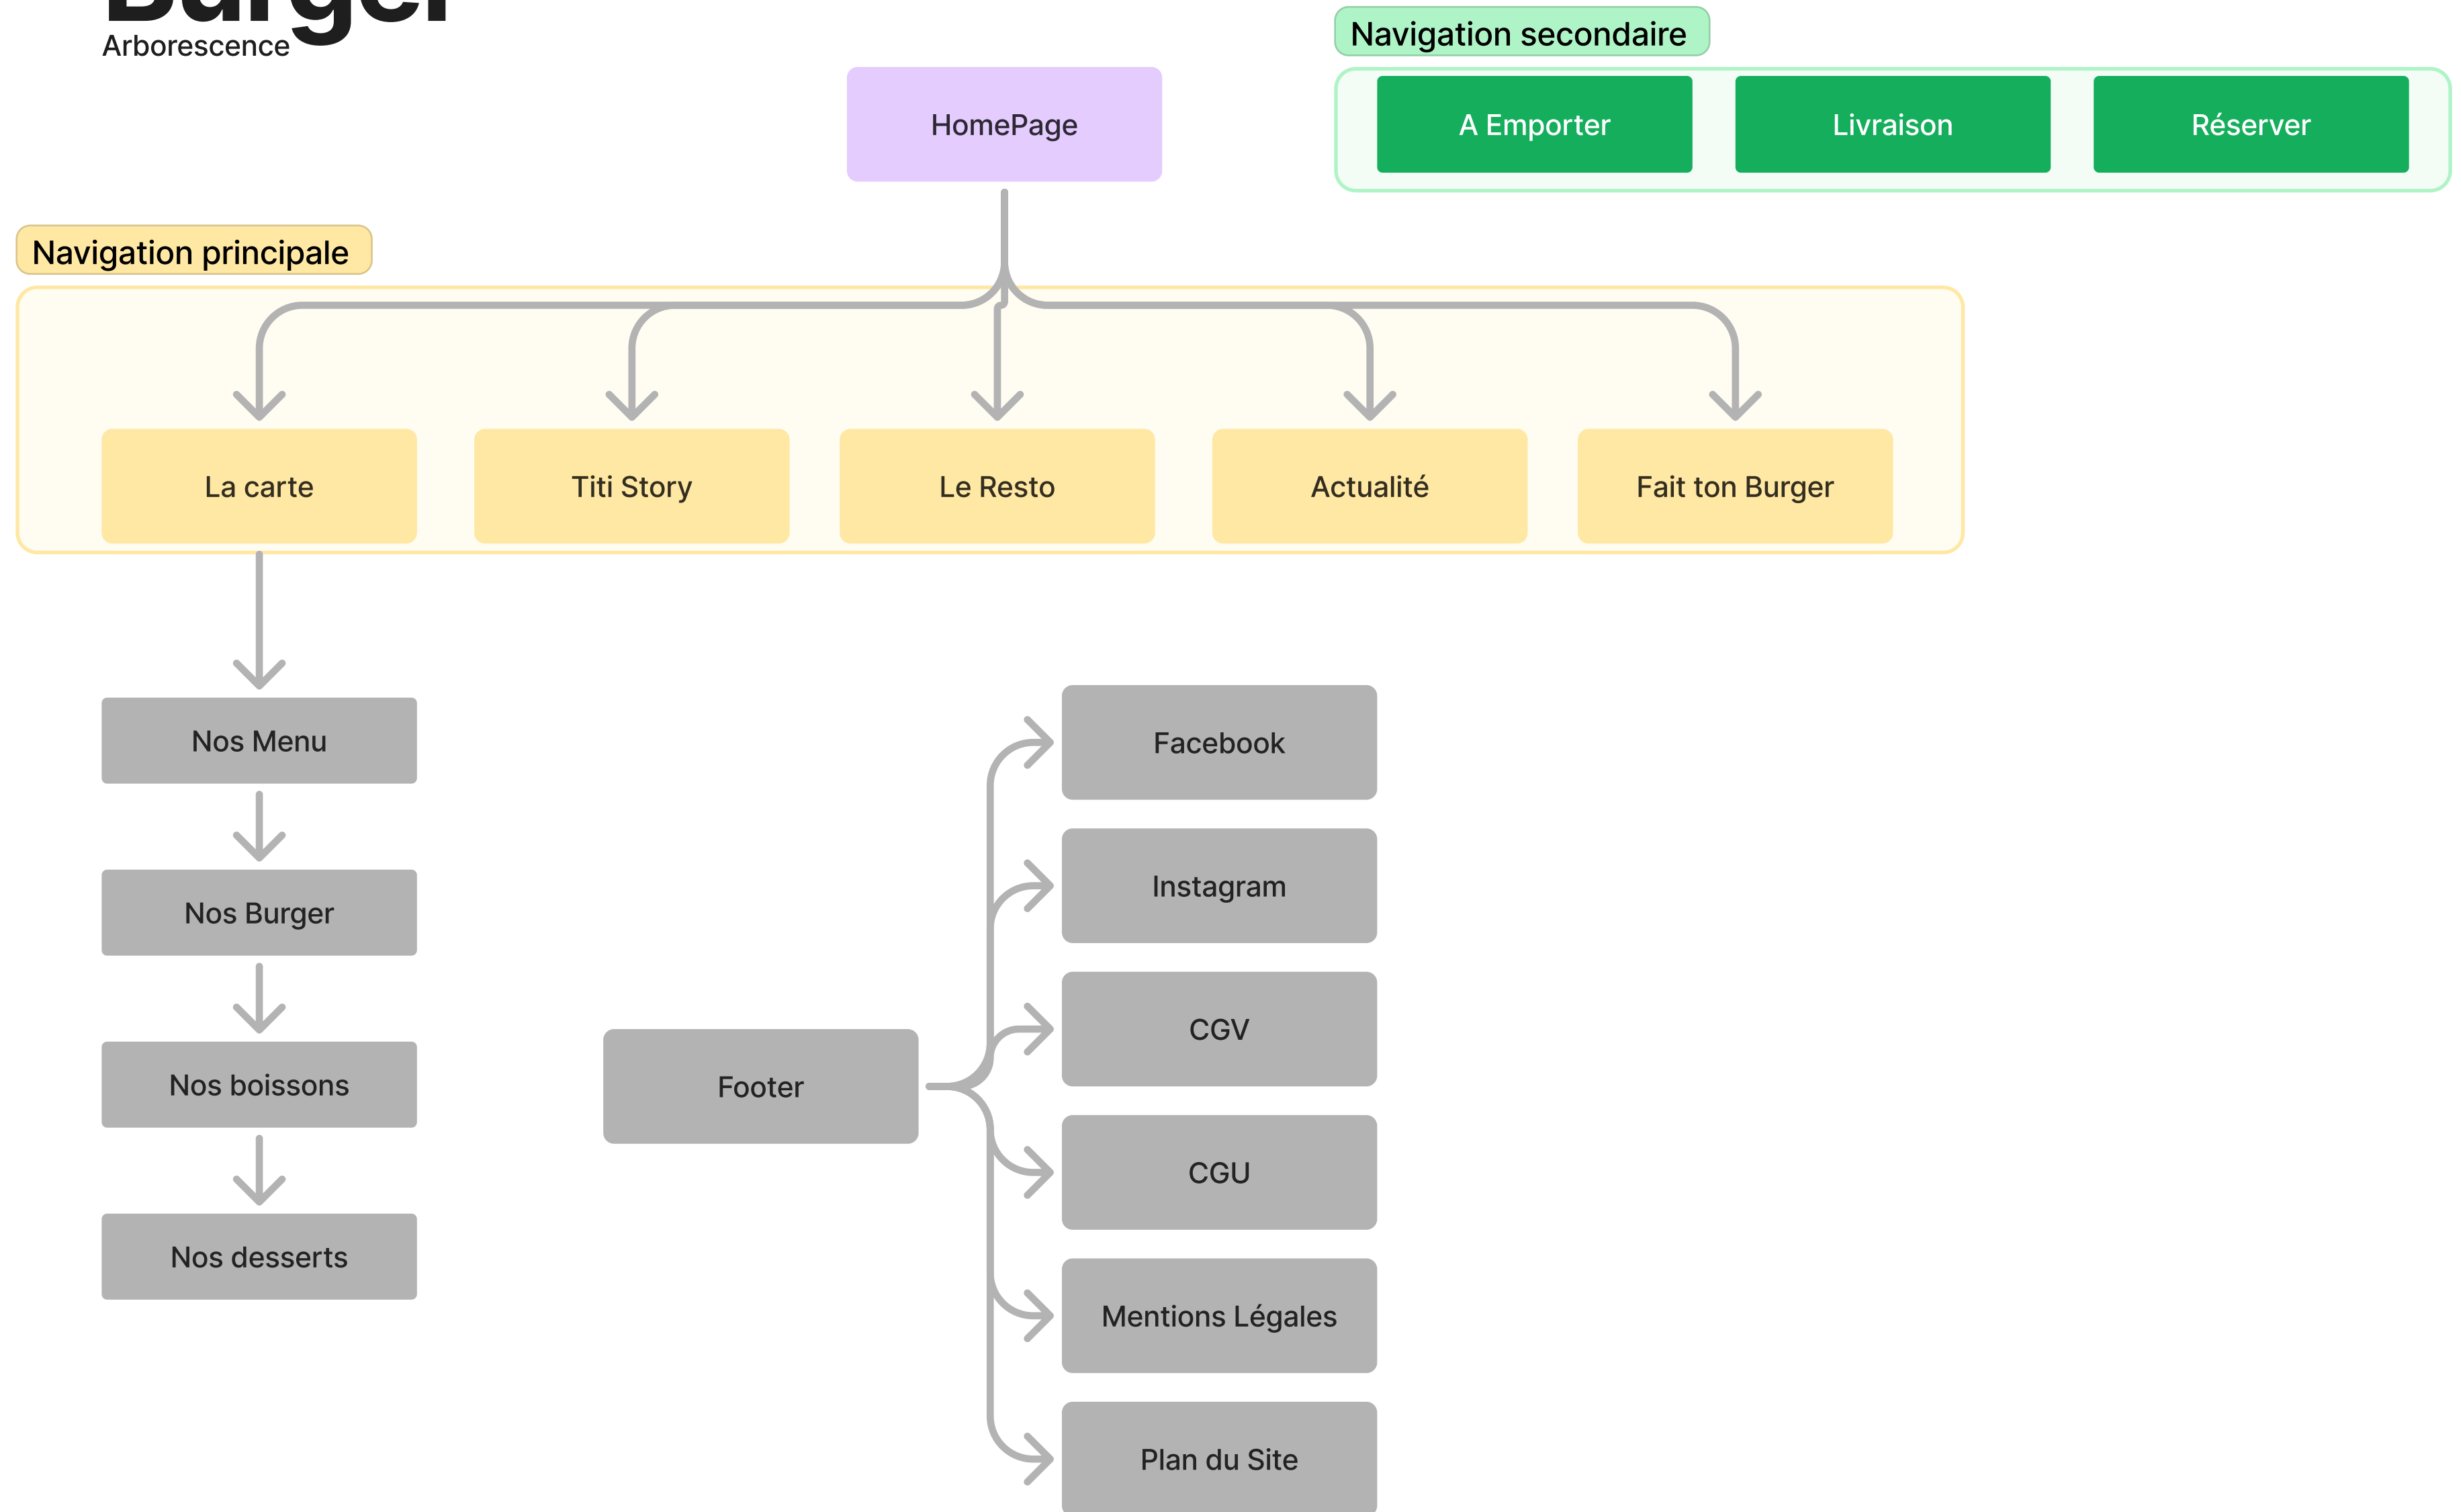 Burger
Arborescence
Navigation secondaire
HomePage
A Emporter
Livraison
Réserver
Navigation principale
La carte
Titi Story
Le Resto
Actualité
Fait ton Burger
Nos Menu
Nos Burger
Nos boissons
Nos desserts
Footer
Facebook
Instagram
CGV
CGU
Mentions Légales
Plan du Site